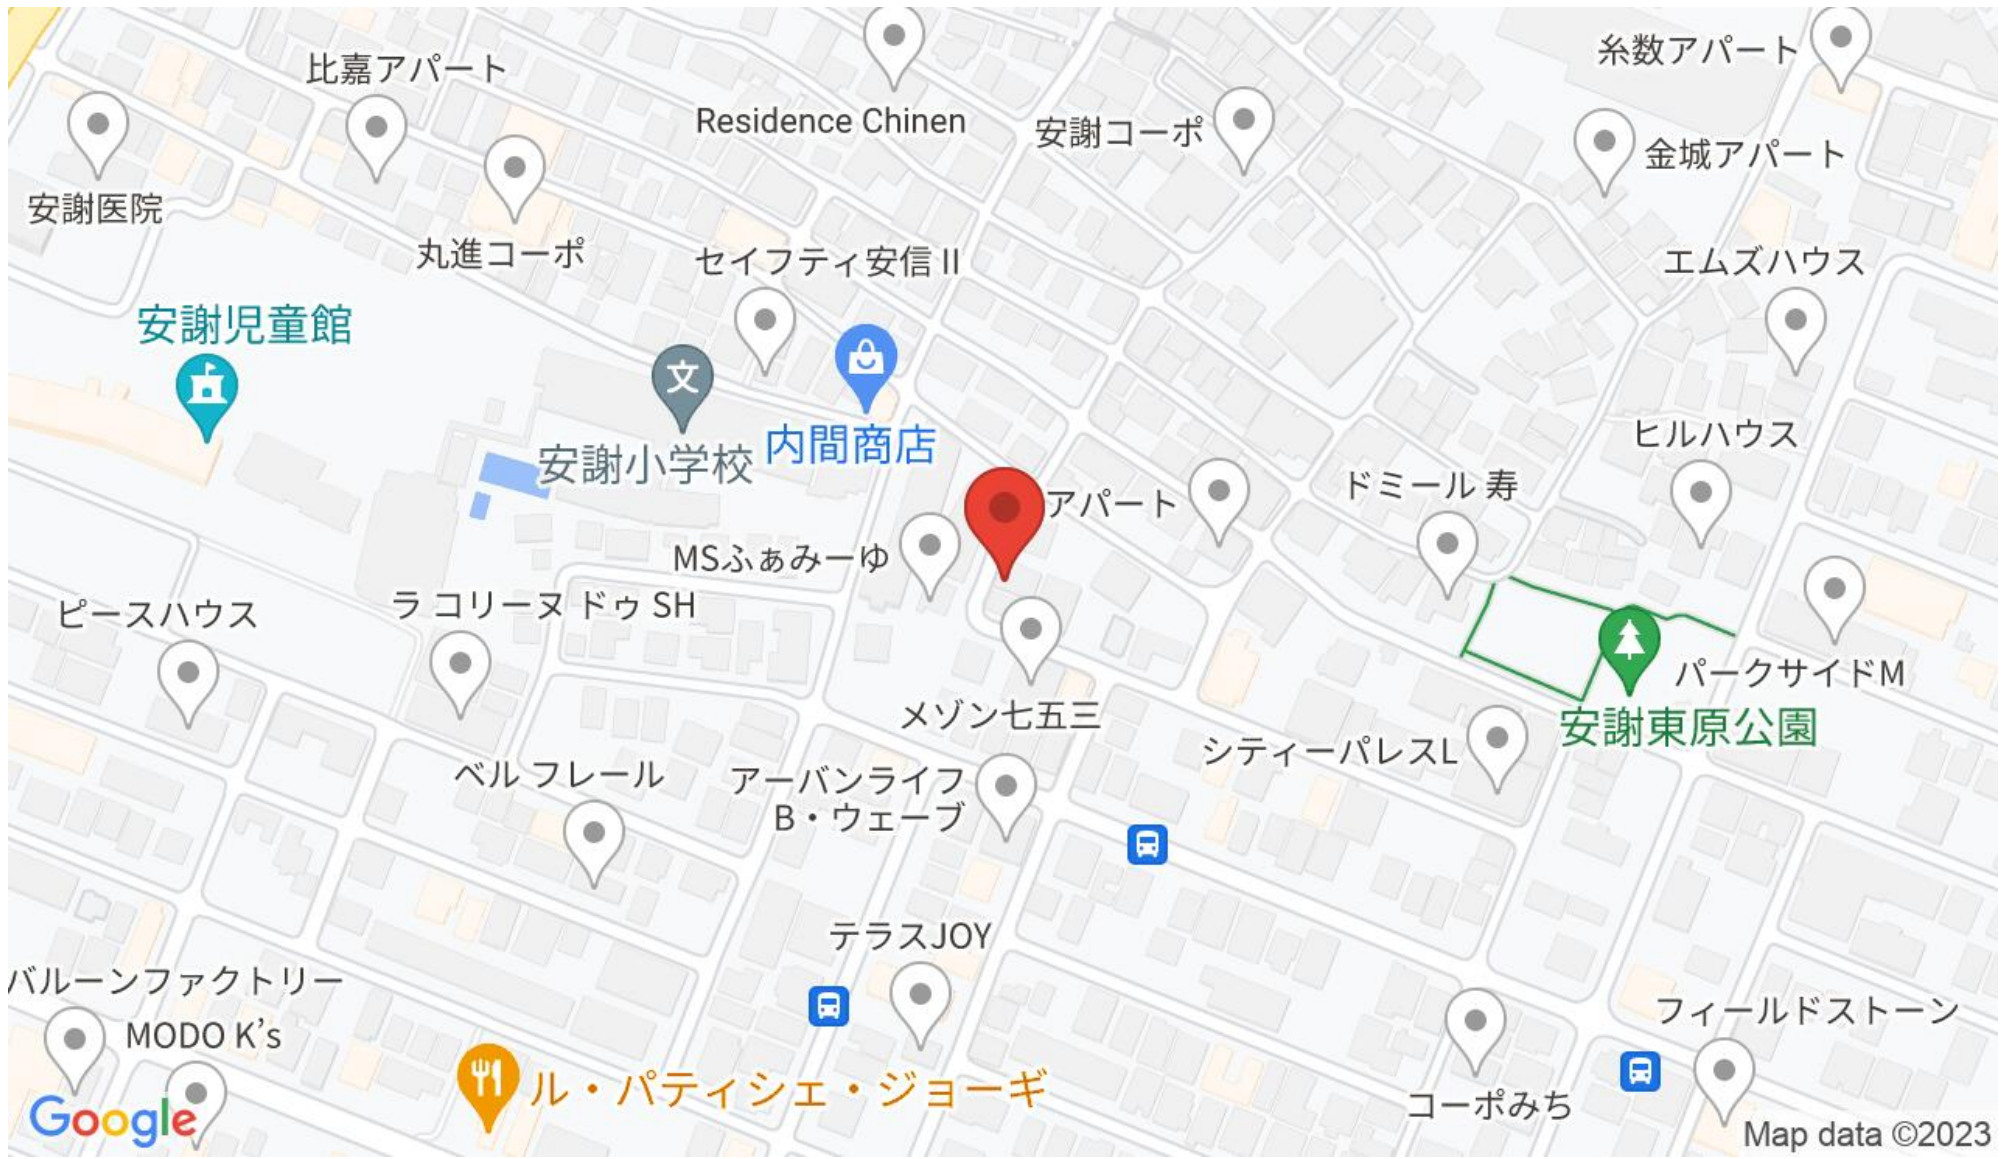 糸数アパート
比嘉アパート
Residence Chinen
安謝コーポ
金城アパート
安謝医院
丸進コーポ
セイフティ安信 II
エムズハウス
安謝児童館
文
安謝小学校
内間商店
ヒルハウス
アパート
ドミール 寿
MSふぁみーゆ
ピースハウス
ラ コリーヌ ドゥ SH
パークサイドM
メゾン七五三
安謝東原公園
シティーパレスL
ベル フレール
アーバンライフ
B・ウェーブ
テラスJOY
バルーンファクトリー
MODO K’s
フィールドストーン
ル・パティシェ・ジョーギ
コーポみち
Google
Map data ©2023